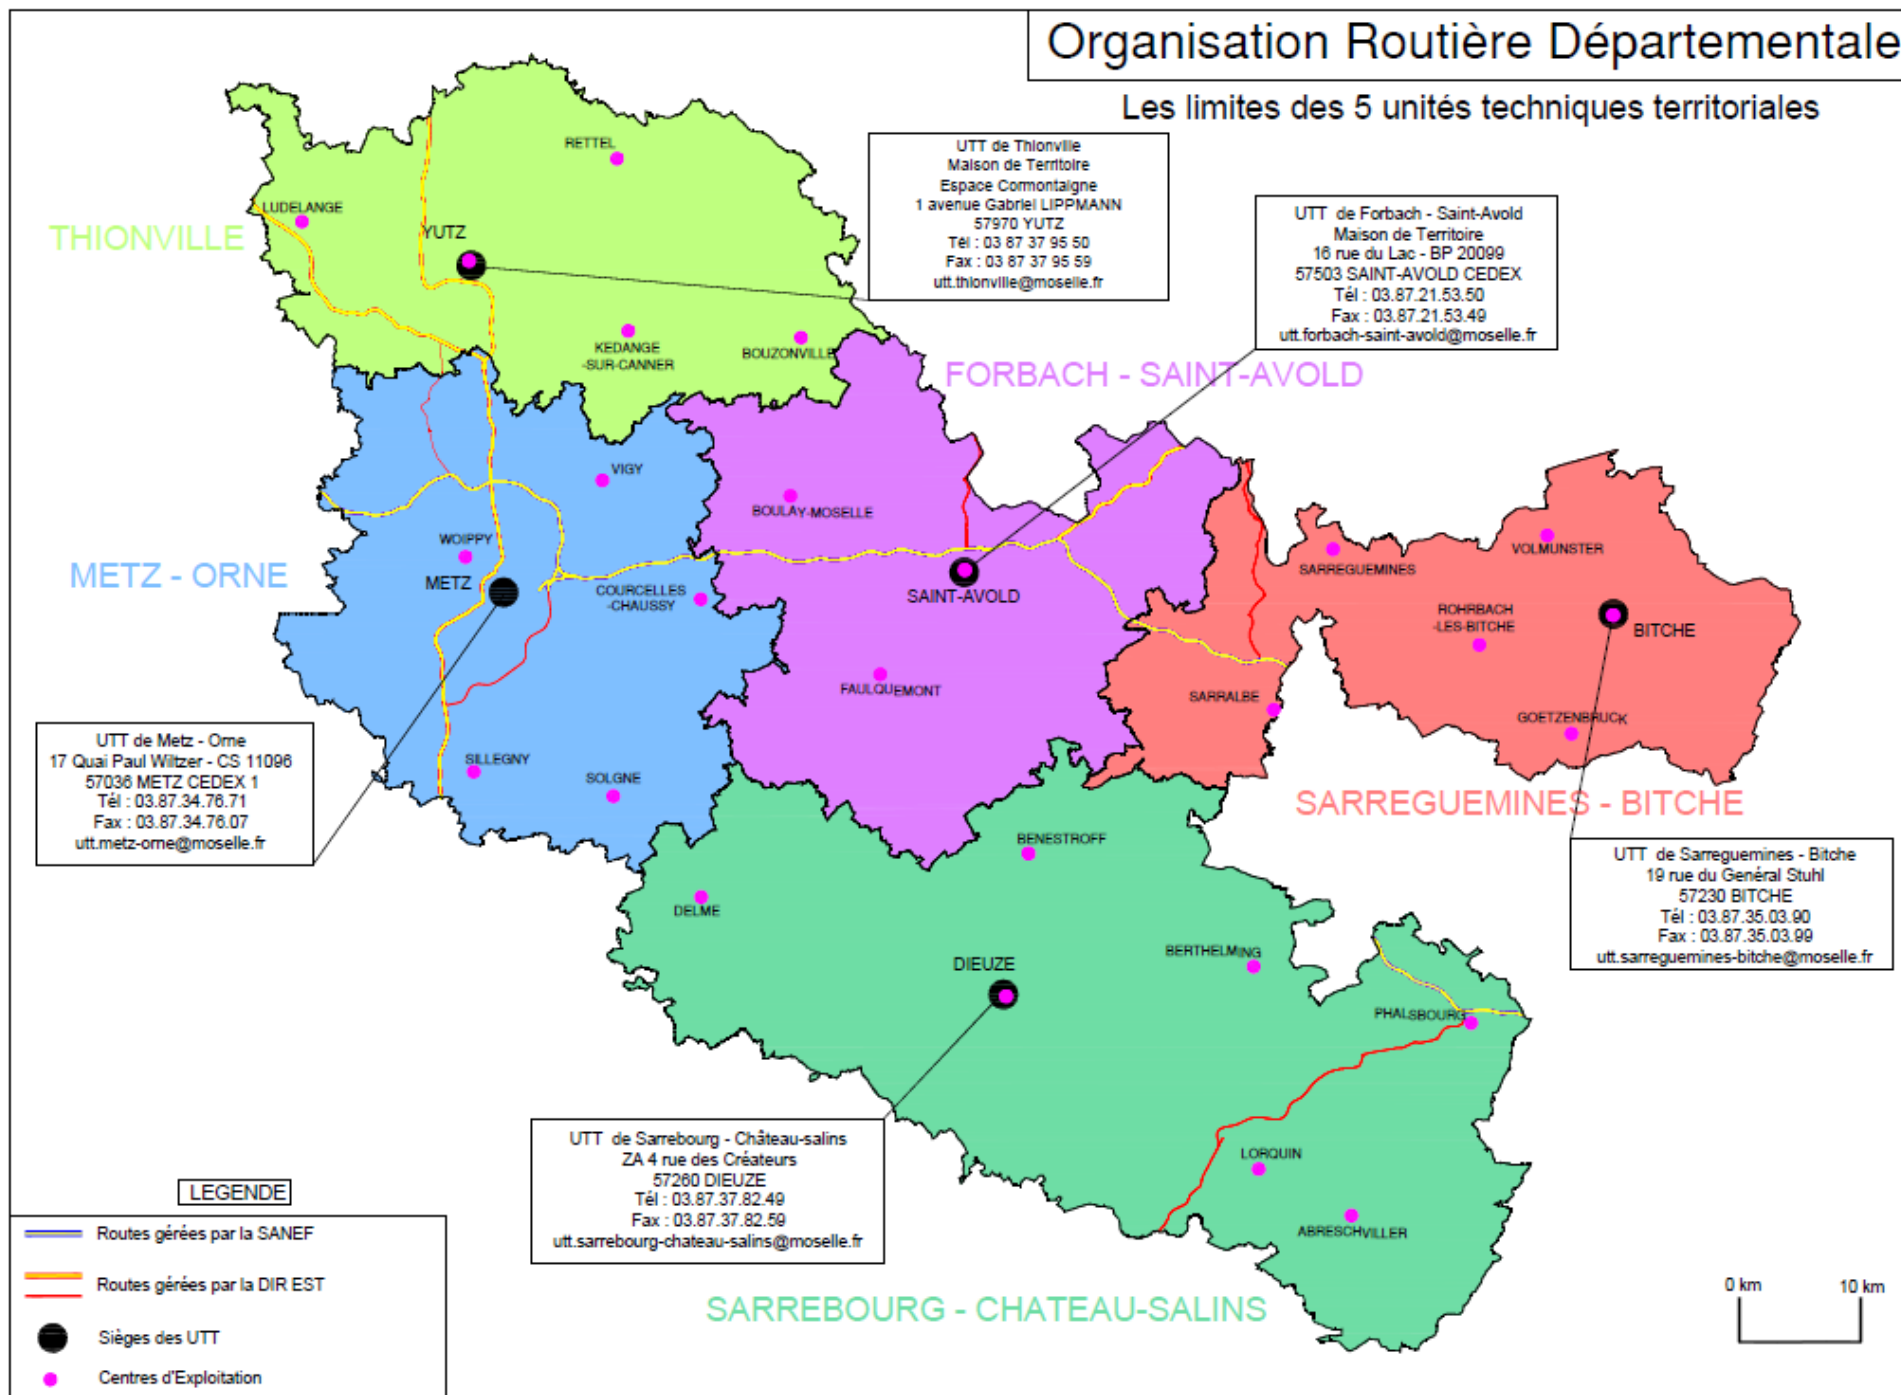 Organisation Routière Départementale
Les limites des 5 unités techniques territoriales
UTT de Thionville
Maison de Territoire
Espace Cormontaigne
1 avenue Gabriel LIPPMANN
57970 YUTZ
Tél : 03 87 37 95 50
Fax : 03 87 37 95 59
utt.thionville@moselle.fr
UTT de Forbach - Saint-Avold
Maison de Territoire
16 rue du Lac - BP 20099
57503 SAINT-AVOLD CEDEX
Tél : 03.87.21.53.50
Fax : 03.87.21.53.49
utt.forbach-saint-avold@moselle.fr
RETTEL
LUDELANGE
THIONVILLE
YUTZ
KEDANGE
-SUR-CANNER
BOUZONVILLE
FORBACH - SAINT-AVOLD
VIGY
BOULAY-MOSELLE
WOIPPY
METZ - ORNE
METZ
COURCELLES
-CHAUSSY
SAINT-AVOLD
SARREGUEMINES
VOLMUNSTER
ROHRBACH
-LES-BITCHE
BITCHE
FAULQUEMONT
SARRALBE
GOETZENBRUCK
UTT de Metz - Orne
17 Quai Paul Wiltzer - CS 11096
57036 METZ CEDEX 1
Tél : 03.87.34.76.71
Fax : 03.87.34.76.07
utt.metz-orne@moselle.fr
SILLEGNY
SOLGNE
SARREGUEMINES - BITCHE
BENESTROFF
UTT de Sarreguemines - Bitche
19 rue du Genéral Stuhl
57230 BITCHE
Tél : 03.87.35.03.90
Fax : 03.87.35.03.99
utt.sarreguemines-bitche@moselle.fr
DELME
DIEUZE
BERTHELMING
PHALSBOURG
UTT de Sarrebourg - Château-salins
ZA 4 rue des Créateurs
57260 DIEUZE
Tél : 03.87.37.82.49
Fax : 03.87.37.82.59
utt.sarrebourg-chateau-salins@moselle.fr
LORQUIN
ABRESCHVILLER
SARREBOURG - CHATEAU-SALINS
LEGENDE
Routes gérées par la SANEF
Routes gérées par la DIR EST
Sièges des UTT
Centres d'Exploitation
0 km
10 km